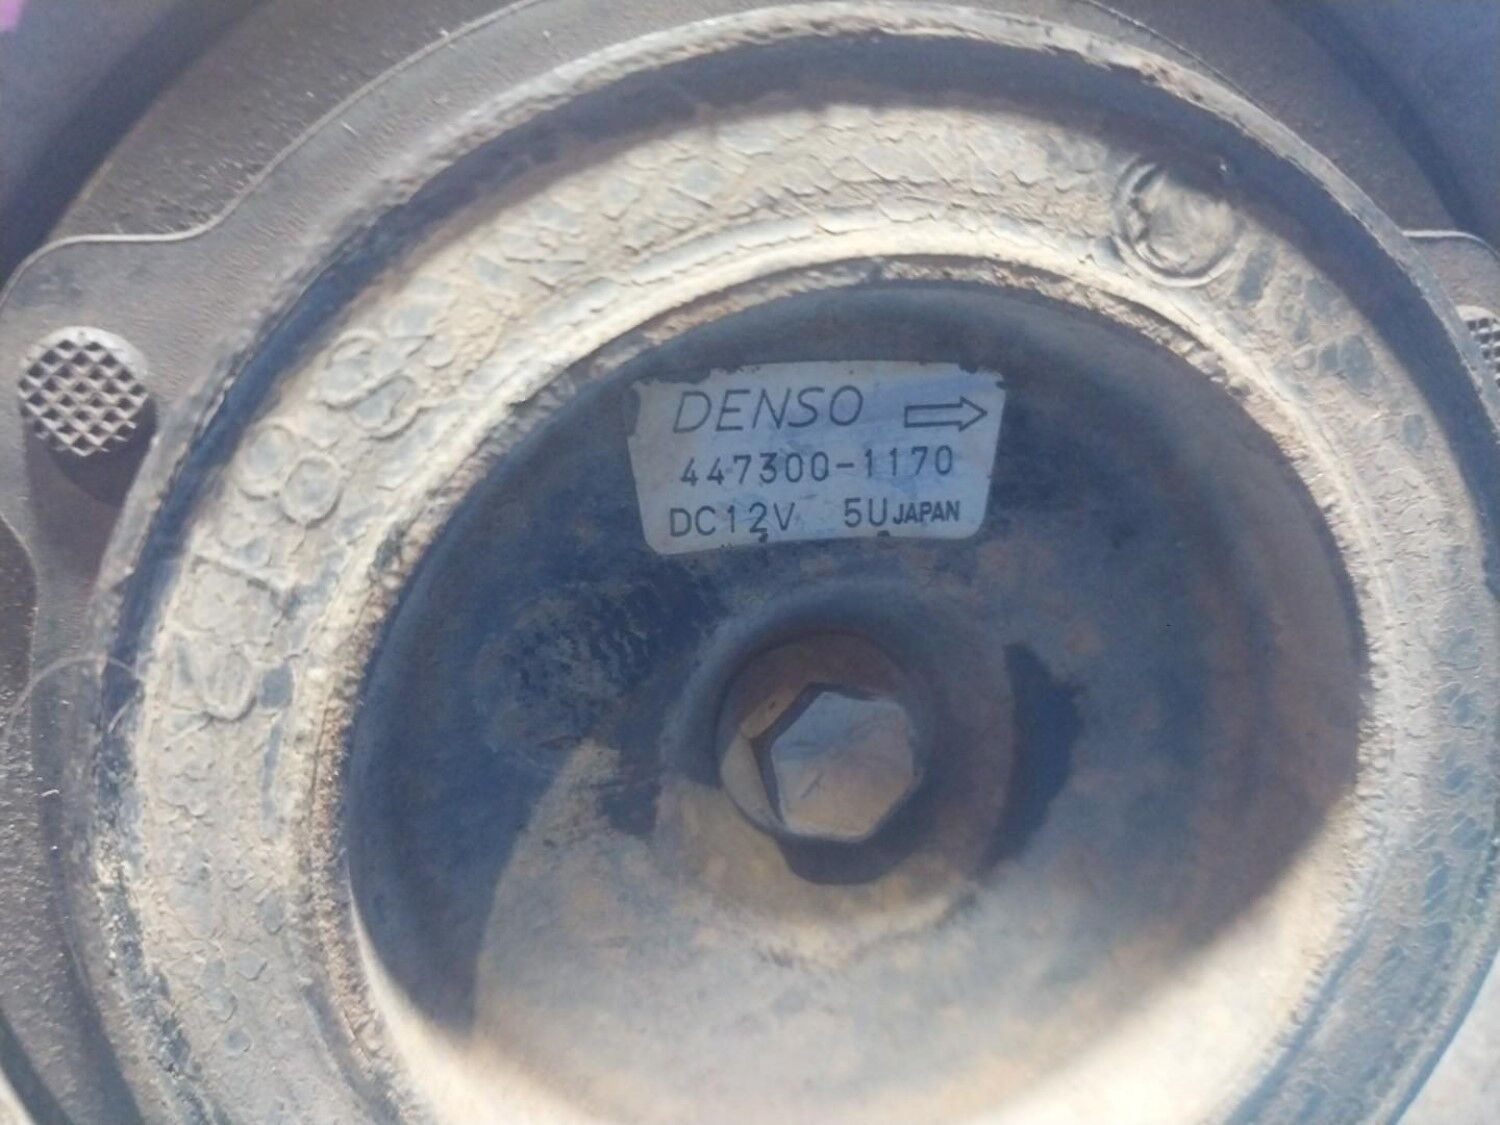 DENSO
447300-1170
DC12V 5U JAPAN